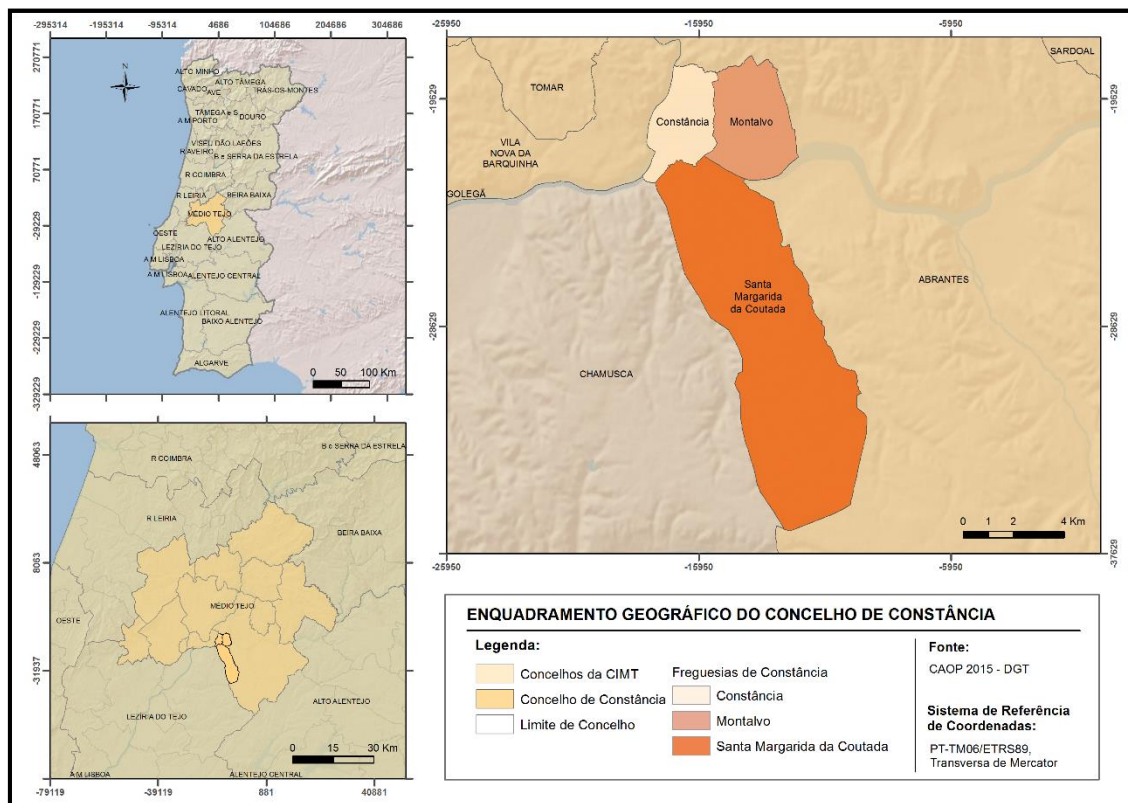 -295314 -195314 -95314 4686 104686 204686 304686
270771
170771
70771
-29229
-129229
-229229
-329229
N
ALTO MINHO
ALTO TÂMEGA
CÁVADO
AVE
TRÁS-OS-MONTES
TÂMEGA e S
DOURO
A M PORTO
VISEU DÃO LAFÕES
R AVEIRO
B e SERRA DA ESTRELA
R COIMBRA
R LEIRIA
BEIRA BAIXA
MÉDIO TEJO
OESTE
ALTO ALENTEJO
LEZÍRIA DO TEJO
A M LISBOA
A M LISBOA
ALENTEJO CENTRAL
ALENTEJO LITORAL
BAIXO ALENTEJO
ALGARVE
0 50 100 Km
48063
8063
-31937
B e SERRA DA ESTRELA
R COIMBRA
R LEIRIA
BEIRA BAIXA
MÉDIO TEJO
OESTE
ALTO ALENTEJO
LEZÍRIA DO TEJO
0 15 30 Km
A M LISBOA
ALENTEJO CENTRAL
-79119 -39119 881 40881
-25950 -15950 -5950
-19629
-28629
-37629
SARDOAL
TOMAR
Constância
Montalvo
VILA
NOVA DA
BARQUINHA
GOLEGÃ
ABRANTES
Santa
Margarida
da Coutada
CHAMUSCA
0 1 2 4 Km
-25950 -15950 -5950
-19629
-28629
-37629
ENQUADRAMENTO GEOGRÁFICO DO CONCELHO DE CONSTÂNCIA
Legenda:
Concelhos da CIMT
Concelho de Constância
Limite de Concelho
Freguesias de Constância
Constância
Montalvo
Santa Margarida da Coutada
Fonte:
CAOP 2015 - DGT
Sistema de Referência
de Coordenadas:
PT-TM06/ETRS89,
Transversa de Mercator